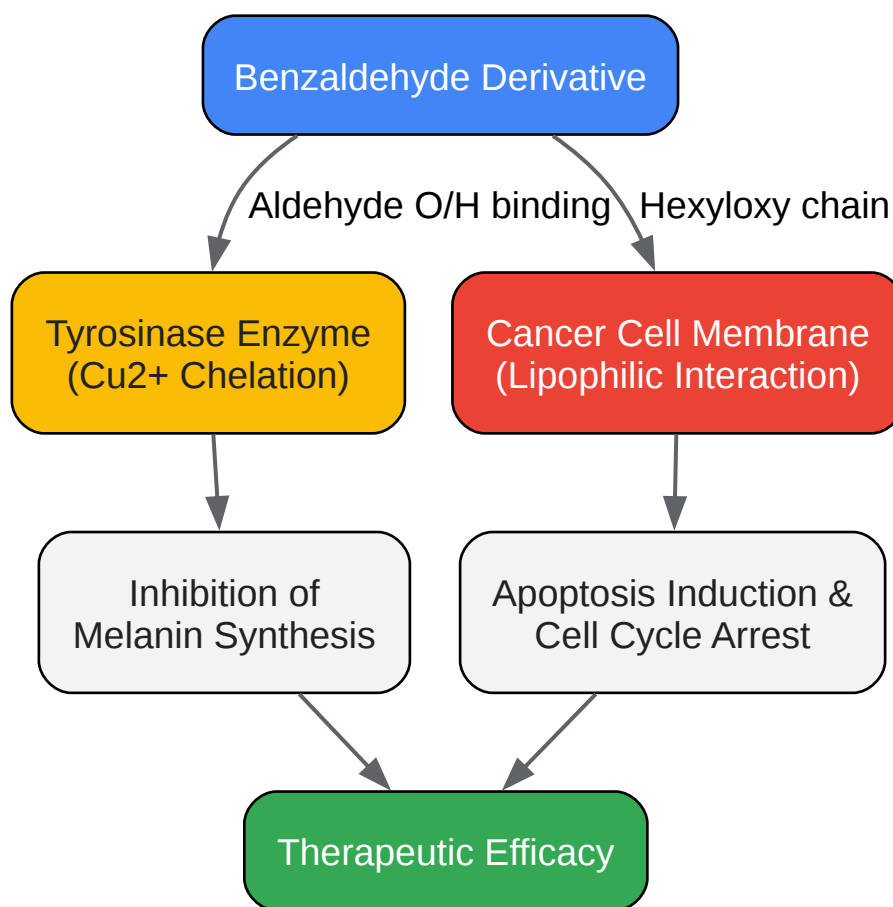 Benzaldehyde Derivative
Aldehyde O/H binding
Hexyloxy chain
Tyrosinase Enzyme
(Cu2+ Chelation)
Cancer Cell Membrane
(Lipophilic Interaction)
Inhibition of
Melanin Synthesis
Apoptosis Induction &
Cell Cycle Arrest
Therapeutic Efficacy